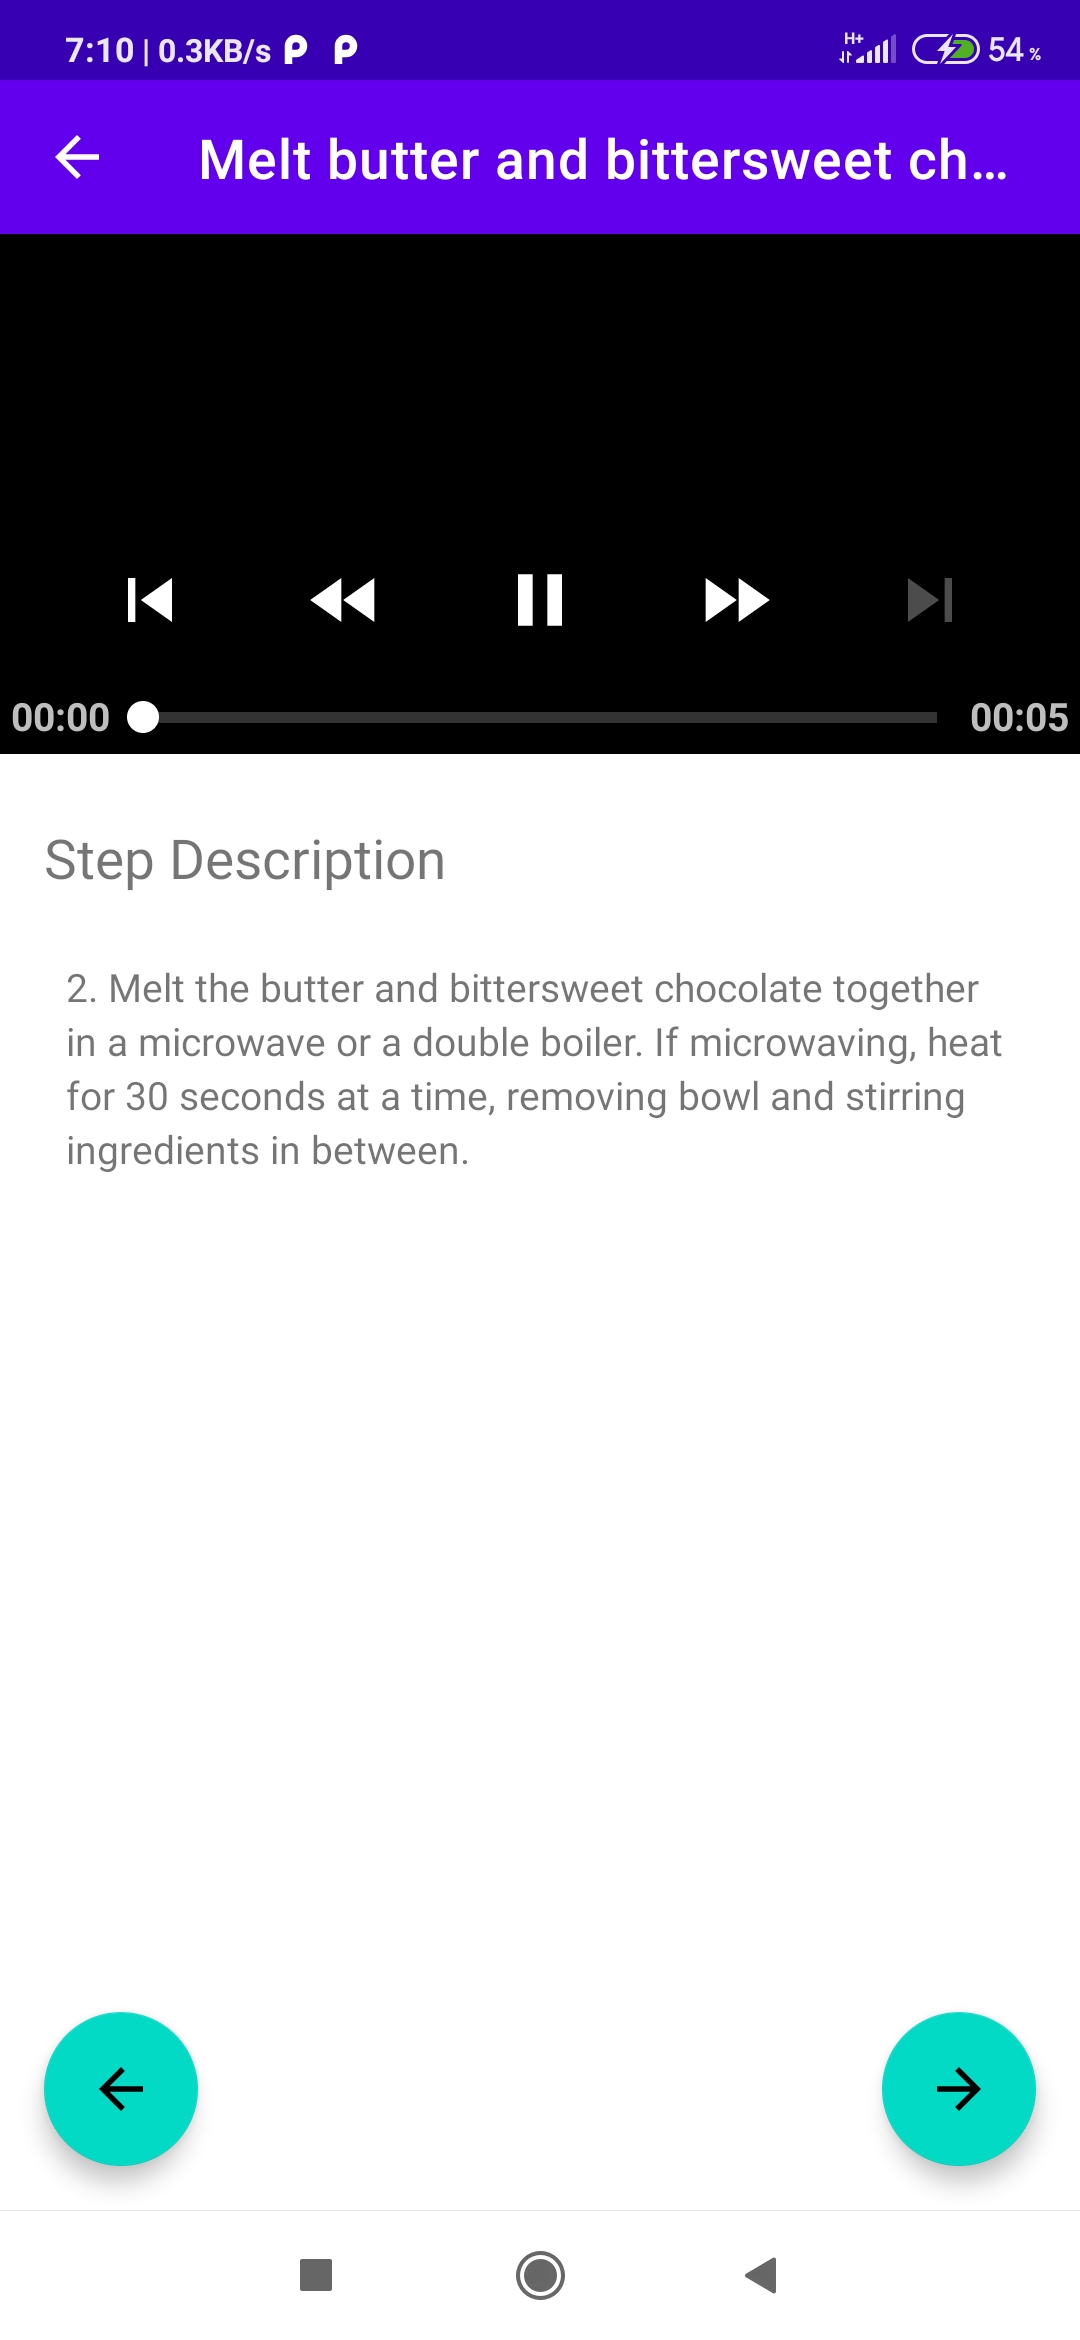 7:10 | 0.3KB/s
H+
54 %
Melt butter and bittersweet ch...
00:00
00:05
Step Description
2. Melt the butter and bittersweet chocolate together
in a microwave or a double boiler. If microwaving, heat
for 30 seconds at a time, removing bowl and stirring
ingredients in between.